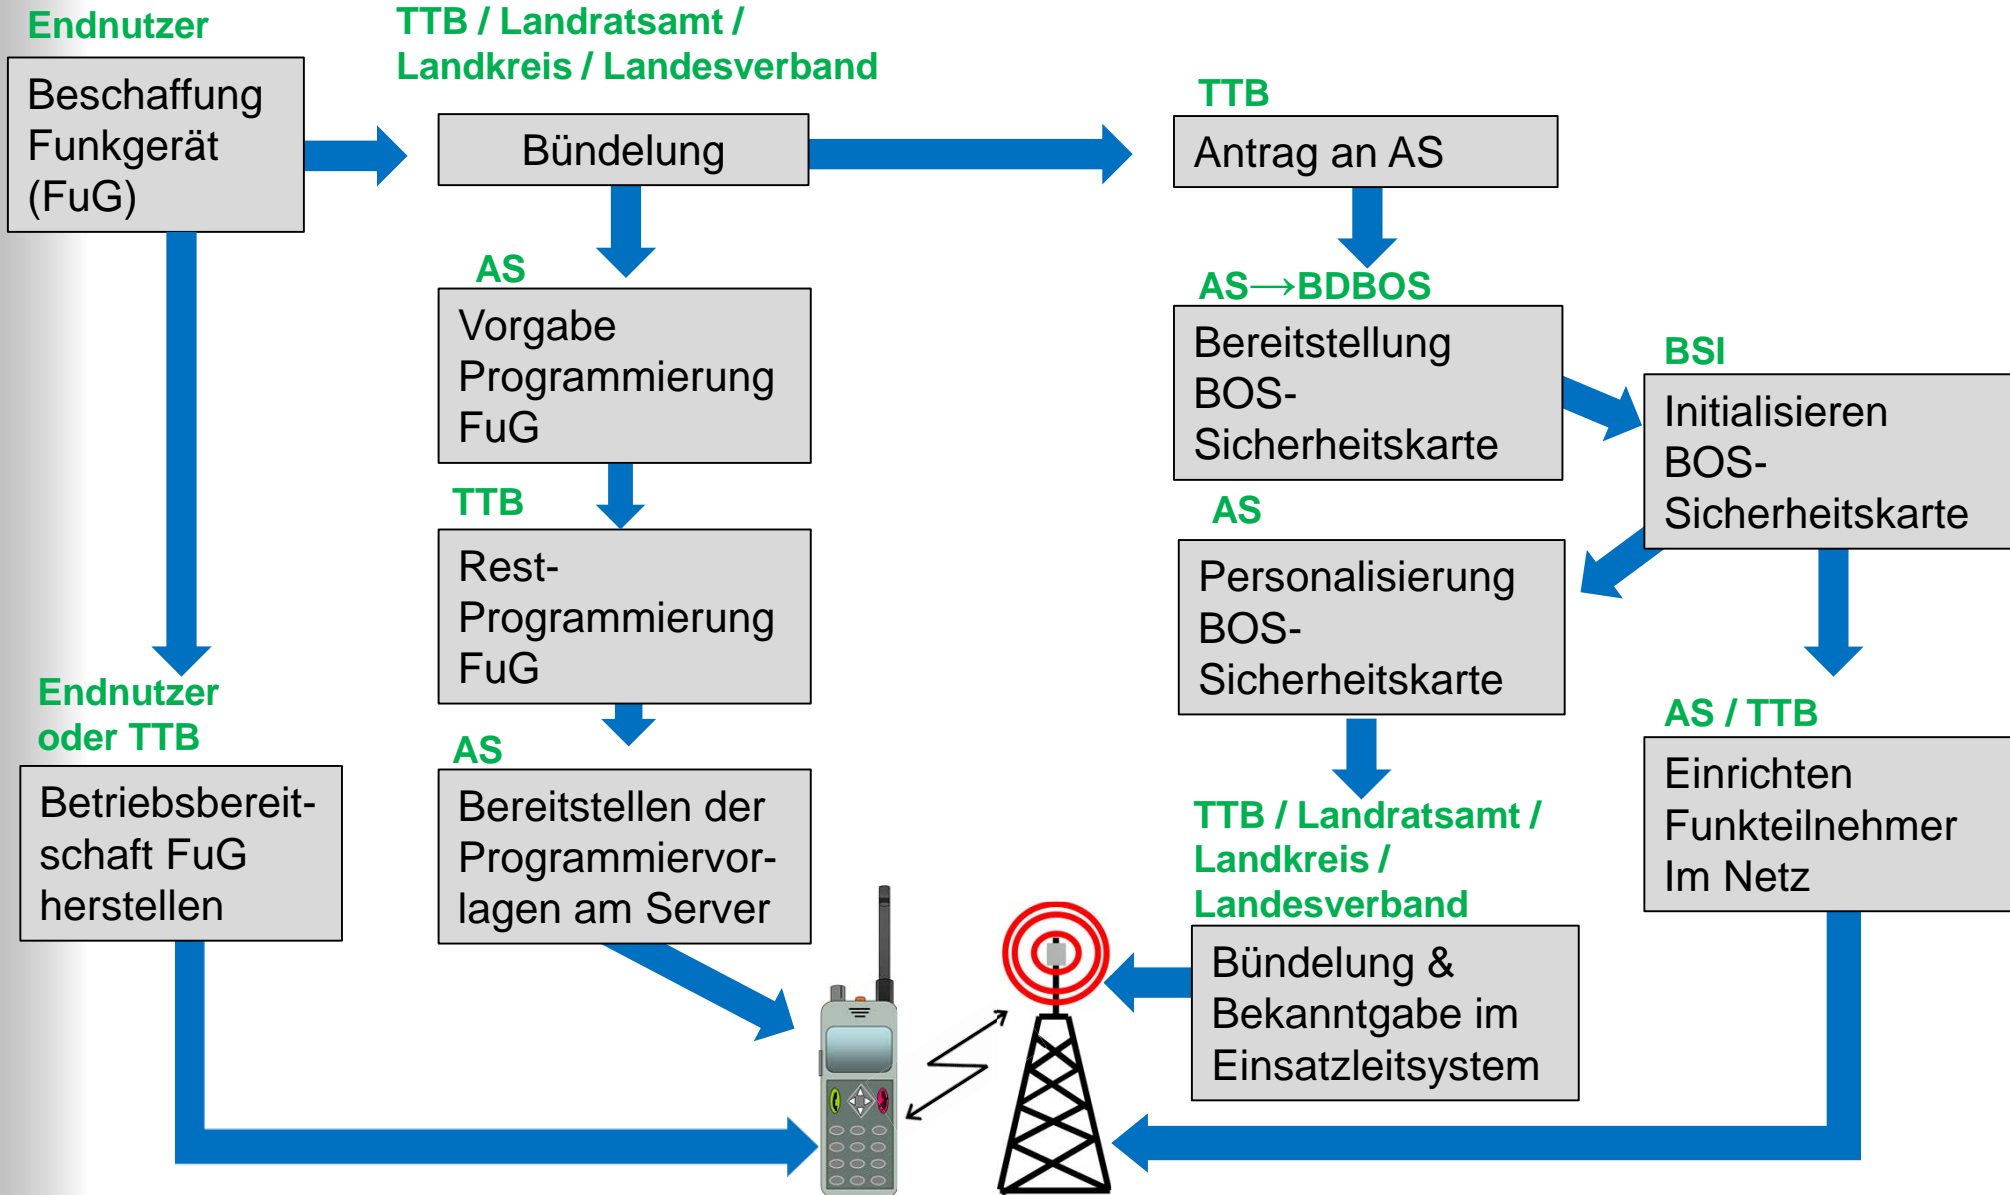 Endnutzer
Beschaffung
Funkgerät
(FuG)
TTB / Landratsamt /
Landkreis / Landesverband
Bündelung
TTB
Antrag an AS
AS
Vorgabe
Programmierung
FuG
TTB
Rest-
Programmierung
FuG
AS
Bereitstellen der
Programmiervor-
lagen am Server
AS→BDBOS
Bereitstellung
BOS-
Sicherheitskarte
BSI
Initialisieren
BOS-
Sicherheitskarte
AS
Personalisierung
BOS-
Sicherheitskarte
Endnutzer
oder TTB
Betriebsbereit-
schaft FuG
herstellen
TTB / Landratsamt /
Landkreis /
Landesverband
Bündelung &
Bekanntgabe im
Einsatzleitsystem
AS / TTB
Einrichten
Funkteilnehmer
Im Netz